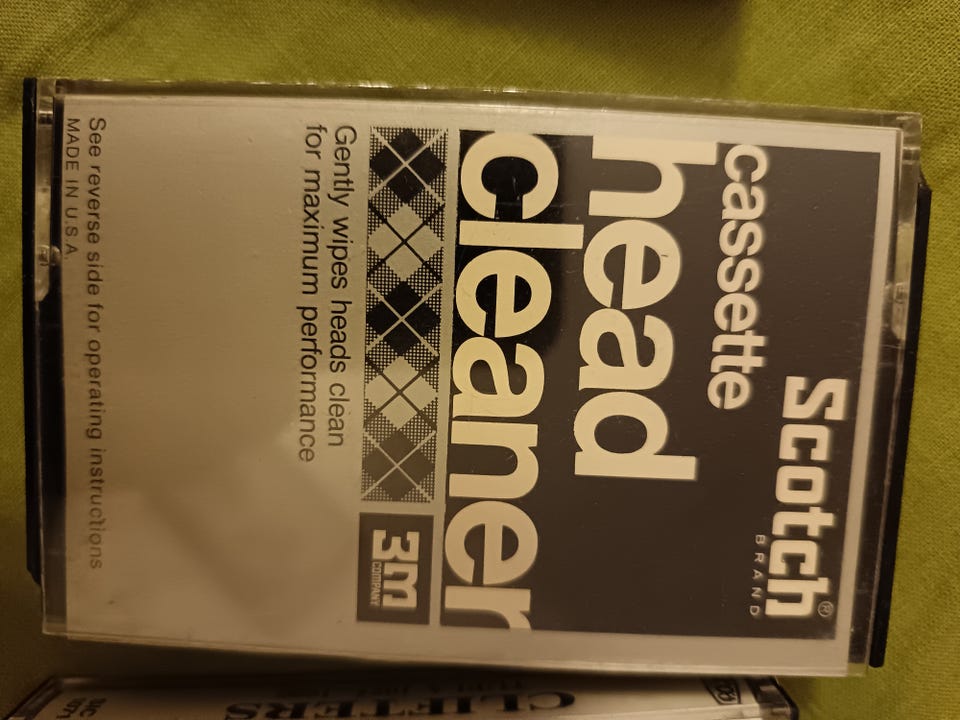 Scotch®
BRAND
cassette
head
cleaner
3M
COMPANY
Gently wipes heads clean
for maximum performance
See reverse side for operating instructions
MADE IN U.S.A.
CLIFTERS